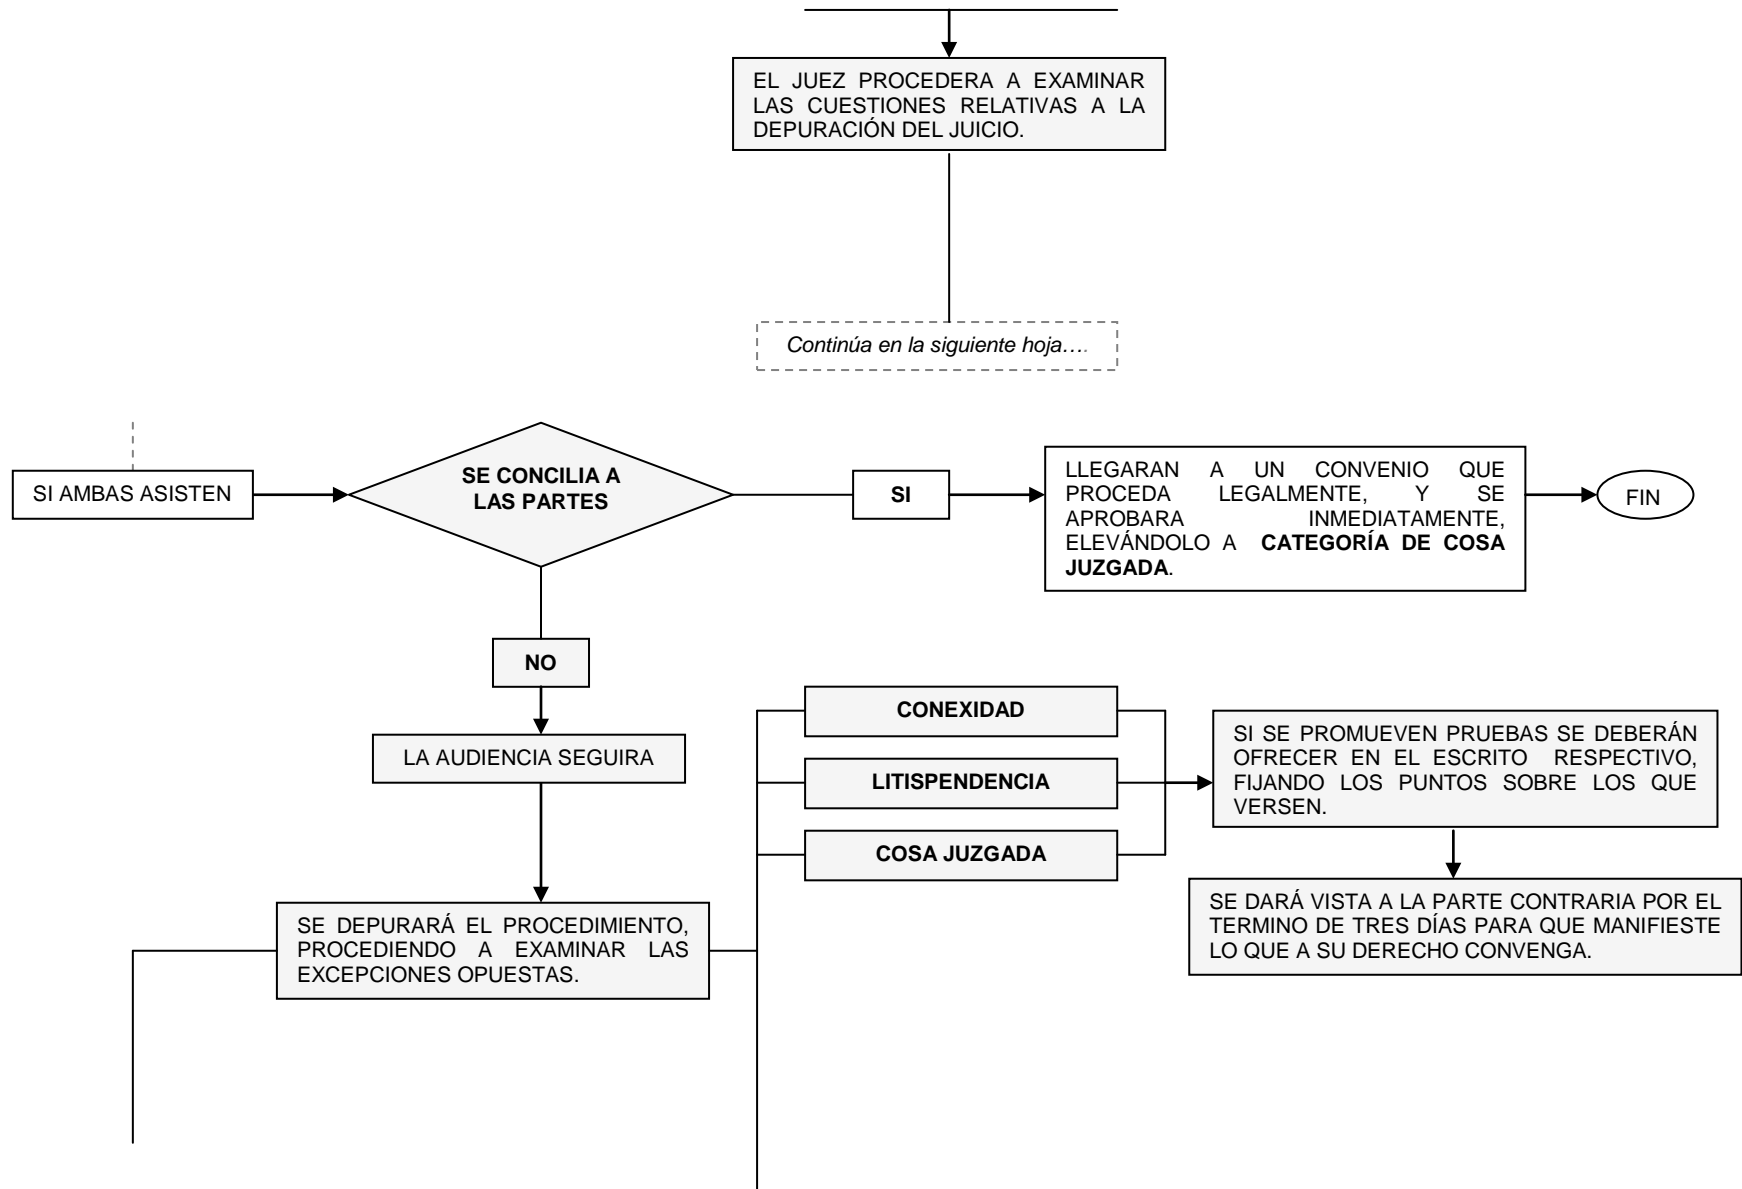 EL JUEZ PROCEDERA A EXAMINAR
LAS CUESTIONES RELATIVAS A LA
DEPURACIÓN DEL JUICIO.
Continúa en la siguiente hoja….
SI AMBAS ASISTEN
SE CONCILIA A
LAS PARTES
SI
LLEGARAN A UN CONVENIO QUE
PROCEDA LEGALMENTE, Y SE
APROBARA INMEDIATAMENTE,
ELEVÁNDOLO A CATEGORÍA DE COSA
JUZGADA.
FIN
NO
LA AUDIENCIA SEGUIRA
CONEXIDAD
LITISPENDENCIA
COSA JUZGADA
SI SE PROMUEVEN PRUEBAS SE DEBERÁN
OFRECER EN EL ESCRITO RESPECTIVO,
FIJANDO LOS PUNTOS SOBRE LOS QUE
VERSEN.
SE DARÁ VISTA A LA PARTE CONTRARIA POR EL
TERMINO DE TRES DÍAS PARA QUE MANIFIESTE
LO QUE A SU DERECHO CONVENGA.
SE DEPURARÁ EL PROCEDIMIENTO,
PROCEDIENDO A EXAMINAR LAS
EXCEPCIONES OPUESTAS.